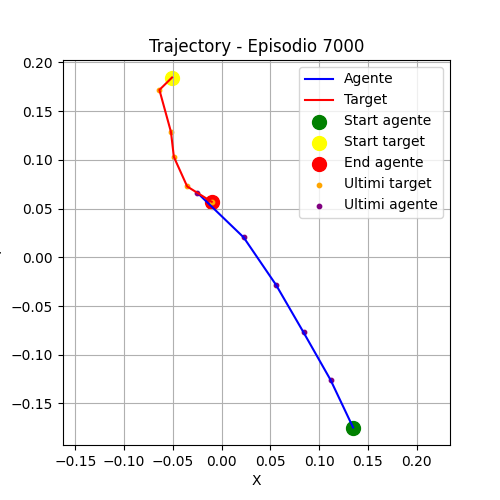 Trajectory - Episodio 7000
Agente
Target
Start agente
Start target
End agente
Ultimi target
Ultimi agente
0.20
0.15
0.10
0.05
0.00
−0.05
−0.10
−0.15
−0.15 −0.10 −0.05 0.00 0.05 0.10 0.15 0.20
X